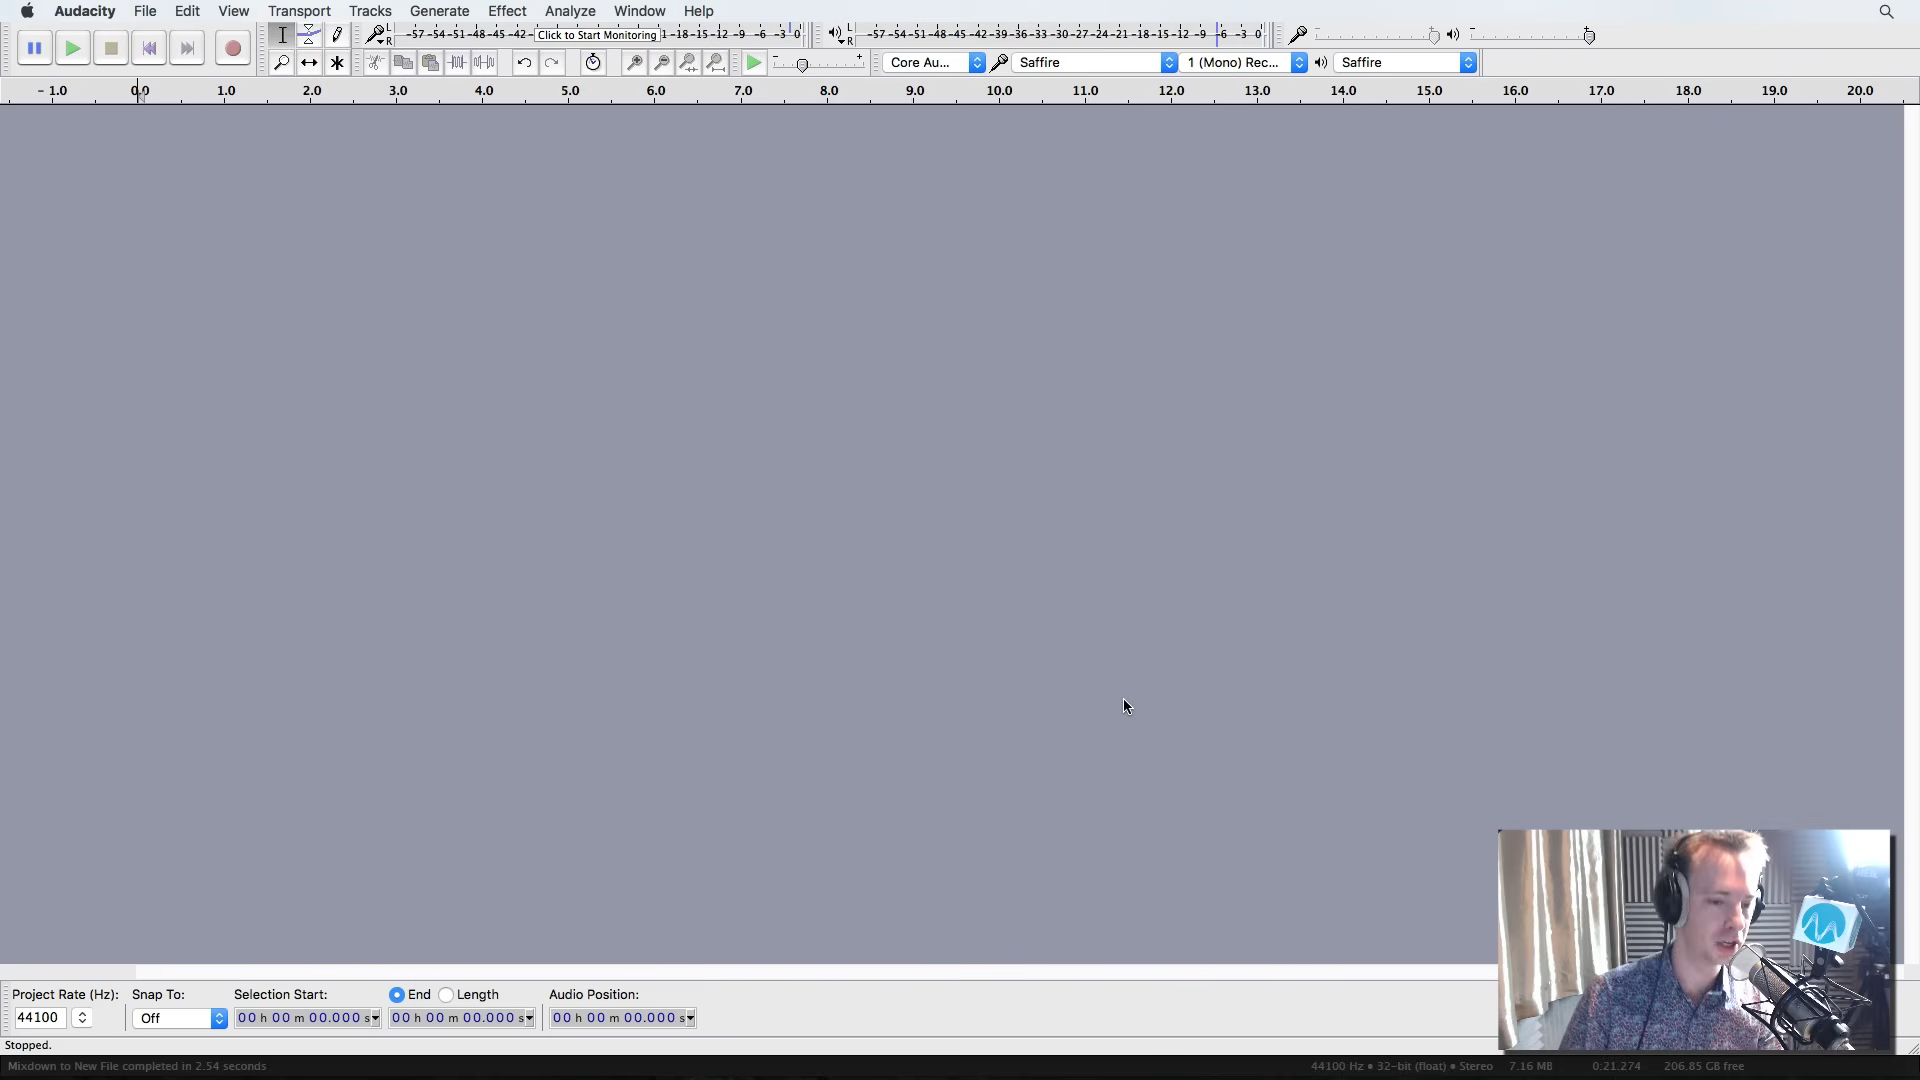 Audacity File Edit View Transport Tracks Generate Effect Analyze Window Help
L -57 -54 -51 -48 -45 -42 - Click to Start Monitoring 1 -18 -15 -12 -9 -6 -3 0 L -57 -54 -51 -48 -45 -42 -39 -36 -33 -30 -27 -24 -21 -18 -15 -12 -9 -6 -3 0
R R
Core Au... Saffire 1 (Mono) Rec... Saffire
- 1.0 0.0 1.0 2.0 3.0 4.0 5.0 6.0 7.0 8.0 9.0 10.0 11.0 12.0 13.0 14.0 15.0 16.0 17.0 18.0 19.0 20.0
Project Rate (Hz): Snap To: Selection Start: End Length Audio Position:
44100 Off 00 h 00 m 00.000 s 00 h 00 m 00.000 s 00 h 00 m 00.000 s
Stopped.
Mixdown to New File completed in 2.54 seconds 44100 Hz • 32-bit (float) • Stereo 7.16 MB 0:21.274 206.85 GB free